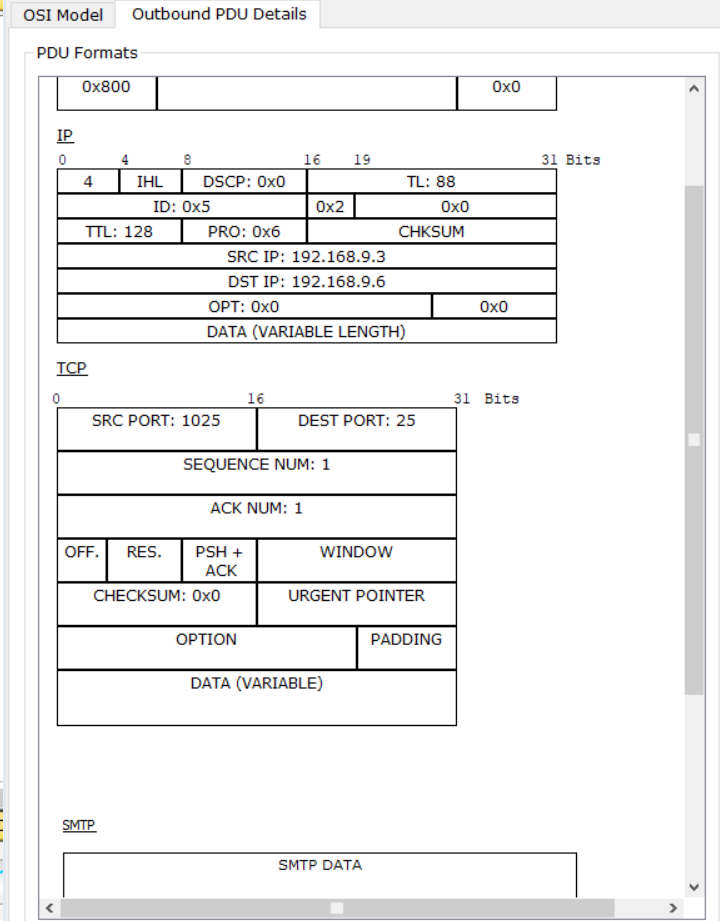 OSI Model Outbound PDU Details
PDU Formats
0x800 0x0
IP
0 4 8 16 19 31 Bits
4 IHL DSCP: 0x0 TL: 88
ID: 0x5 0x2 0x0
TTL: 128 PRO: 0x6 CHKSUM
SRC IP: 192.168.9.3
DST IP: 192.168.9.6
OPT: 0x0 0x0
DATA (VARIABLE LENGTH)
TCP
0 16 31 Bits
SRC PORT: 1025 DEST PORT: 25
SEQUENCE NUM: 1
ACK NUM: 1
OFF. RES. PSH + WINDOW
ACK
CHECKSUM: 0x0 URGENT POINTER
OPTION PADDING
DATA (VARIABLE)
SMTP
SMTP DATA